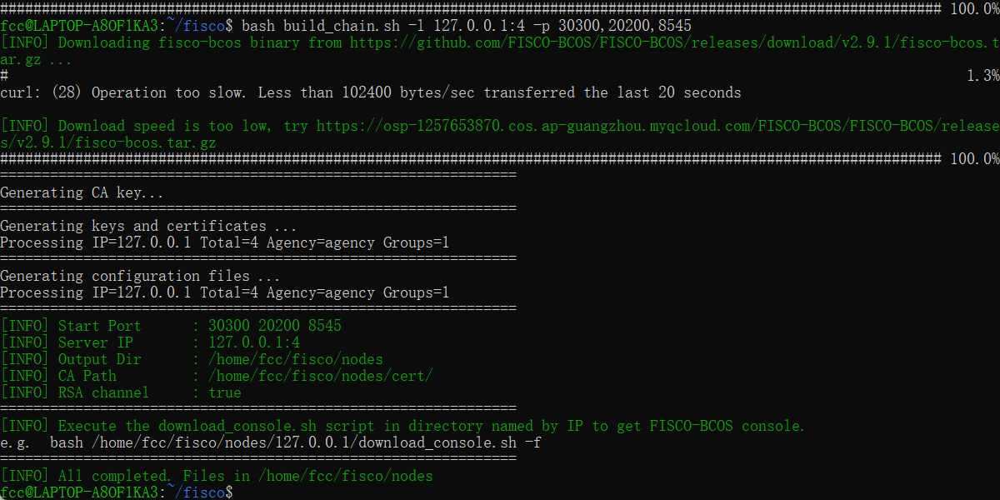 ################################################################################################################# 100.0%
fcc@LAPTOP-A8OF1KA3:~/fisco$ bash build_chain.sh -l 127.0.0.1:4 -p 30300,20200,8545
[INFO] Downloading fisco-bcos binary from https://github.com/FISCO-BCOS/FISCO-BCOS/releases/download/v2.9.1/fisco-bcos.t
ar.gz ...
# 1.3%
curl: (28) Operation too slow. Less than 102400 bytes/sec transferred the last 20 seconds
[INFO] Download speed is too low, try https://osp-1257653870.cos.ap-guangzhou.myqcloud.com/FISCO-BCOS/FISCO-BCOS/release
s/v2.9.1/fisco-bcos.tar.gz
################################################################################################################# 100.0%
==============================================================
Generating CA key...
==============================================================
Generating keys and certificates ...
Processing IP=127.0.0.1 Total=4 Agency=agency Groups=1
==============================================================
Generating configuration files ...
Processing IP=127.0.0.1 Total=4 Agency=agency Groups=1
==============================================================
[INFO] Start Port      : 30300 20200 8545
[INFO] Server IP       : 127.0.0.1:4
[INFO] Output Dir      : /home/fcc/fisco/nodes
[INFO] CA Path         : /home/fcc/fisco/nodes/cert/
[INFO] RSA channel     : true
==============================================================
[INFO] Execute the download_console.sh script in directory named by IP to get FISCO-BCOS console.
e.g.  bash /home/fcc/fisco/nodes/127.0.0.1/download_console.sh -f
==============================================================
[INFO] All completed. Files in /home/fcc/fisco/nodes
fcc@LAPTOP-A8OF1KA3:~/fisco$